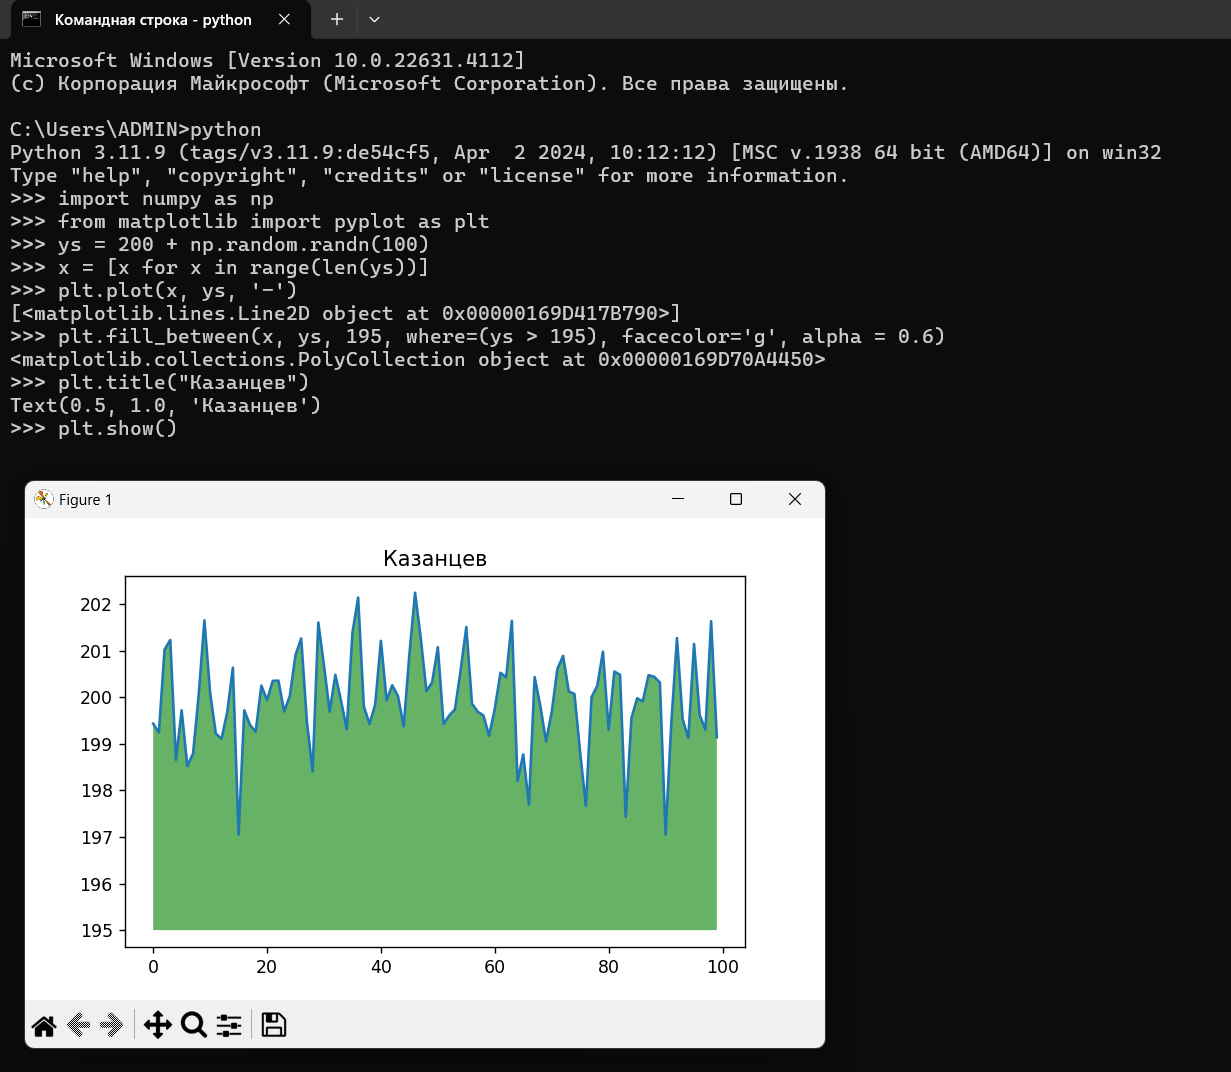 Командная строка - python
Microsoft Windows [Version 10.0.22631.4112]
(c) Корпорация Майкрософт (Microsoft Corporation). Все права защищены.
C:\Users\ADMIN>python
Python 3.11.9 (tags/v3.11.9:de54cf5, Apr  2 2024, 10:12:12) [MSC v.1938 64 bit (AMD64)] on win32
Type "help", "copyright", "credits" or "license" for more information.
>>> import numpy as np
>>> from matplotlib import pyplot as plt
>>> ys = 200 + np.random.randn(100)
>>> x = [x for x in range(len(ys))]
>>> plt.plot(x, ys, '-')
[<matplotlib.lines.Line2D object at 0x00000169D417B790>]
>>> plt.fill_between(x, ys, 195, where=(ys > 195), facecolor='g', alpha = 0.6)
<matplotlib.collections.PolyCollection object at 0x00000169D70A4450>
>>> plt.title("Казанцев")
Text(0.5, 1.0, 'Казанцев')
>>> plt.show()
Figure 1
Казанцев
202
201
200
199
198
197
196
195
0 20 40 60 80 100